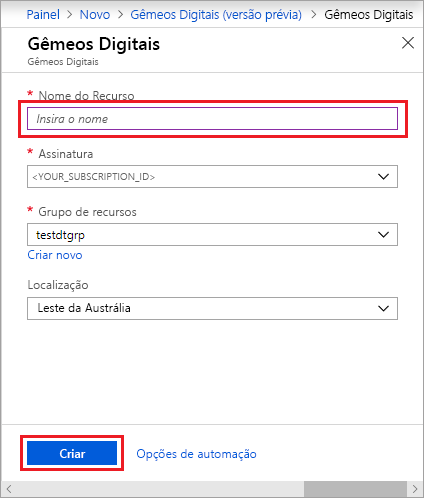 Painel > Novo > Gêmeos Digitais (versão prévia) > Gêmeos Digitais
Gêmeos Digitais
Gêmeos Digitais
* Nome do Recurso
Insira o nome
* Assinatura
<YOUR_SUBSCRIPTION_ID>
* Grupo de recursos
testdtgrp
Criar novo
Localização
Leste da Austrália
Criar
Opções de automação